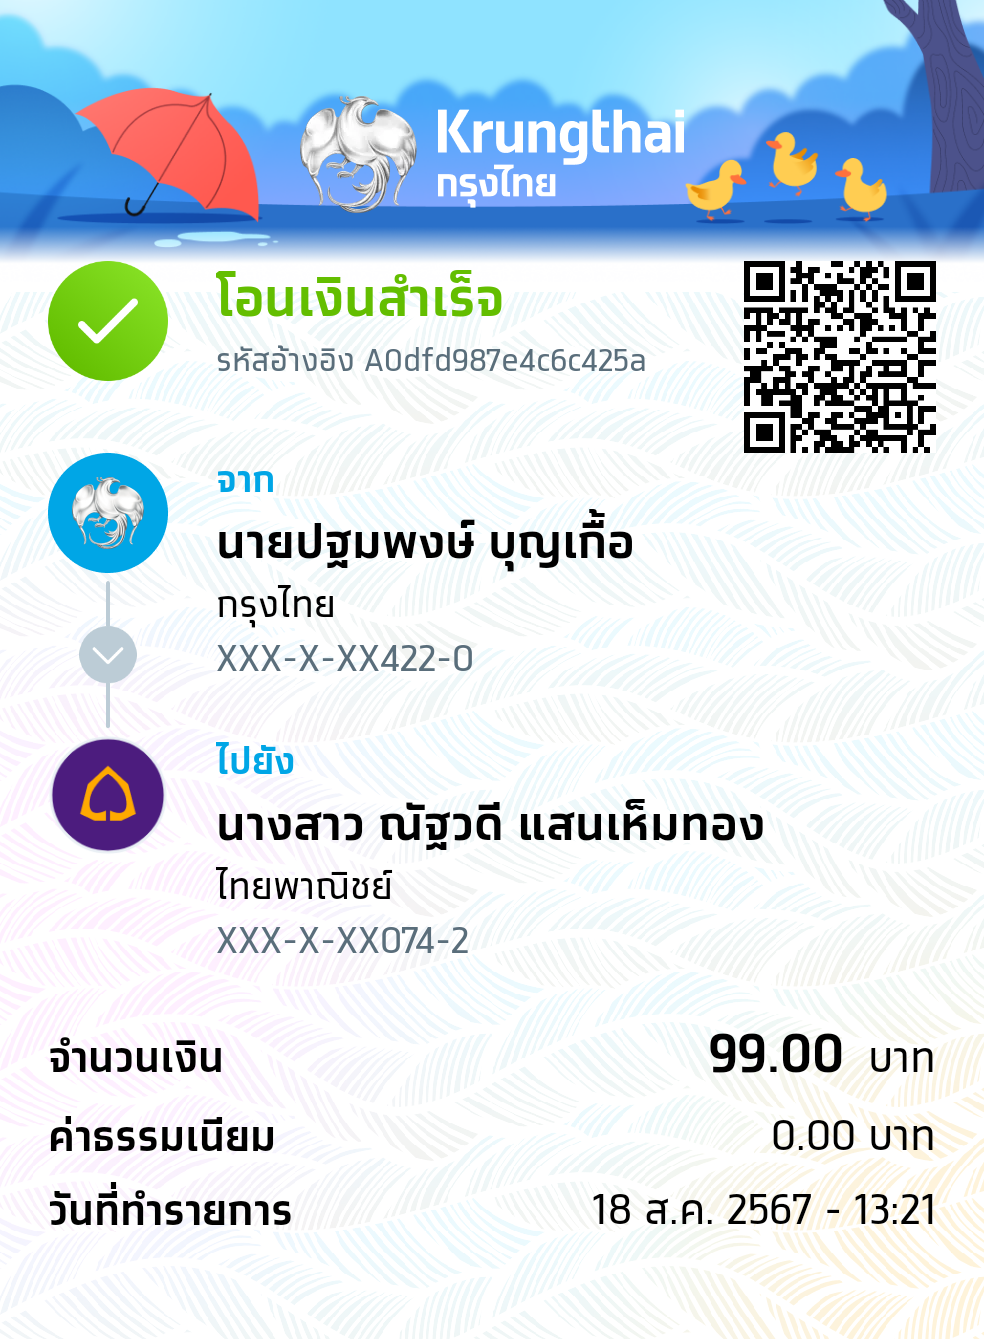 Krungthai
กรุงไทย
โอนเงินสำเร็จ
รหัสอ้างอิง A0dfd987e4c6c425a
จาก
นายปฐมพงษ์ บุญเกื้อ
กรุงไทย
XXX-X-XX422-0
ไปยัง
นางสาว ณัฐวดี แสนเห็มทอง
ไทยพาณิชย์
XXX-X-XX074-2
จำนวนเงิน 99.00 บาท
ค่าธรรมเนียม 0.00 บาท
วันที่ทำรายการ 18 ส.ค. 2567 - 13:21